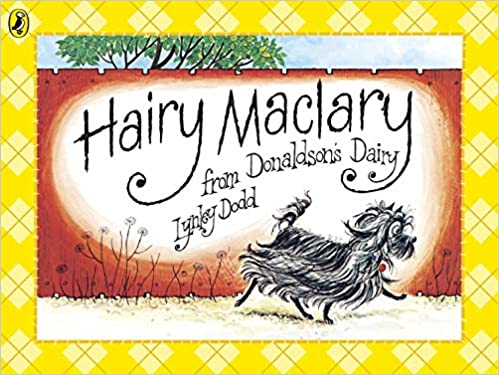 Hairy Maclary
from Donaldson's Dairy
Lynley Dodd